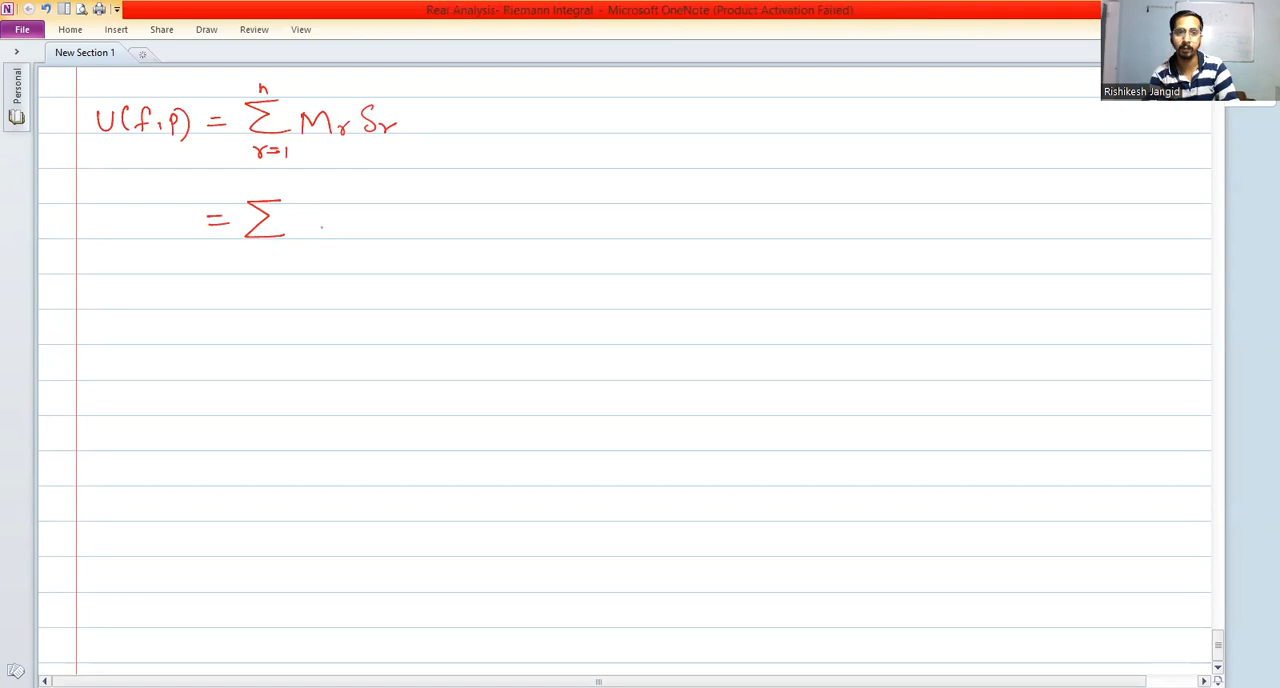 Real Analysis- Riemann Integral - Microsoft OneNote (Product Activation Failed)
File Home Insert Share Draw Review View
New Section 1
Personal
Rishikesh Jangid
U(f,p) = n∑r=1 Mr δr
= ∑